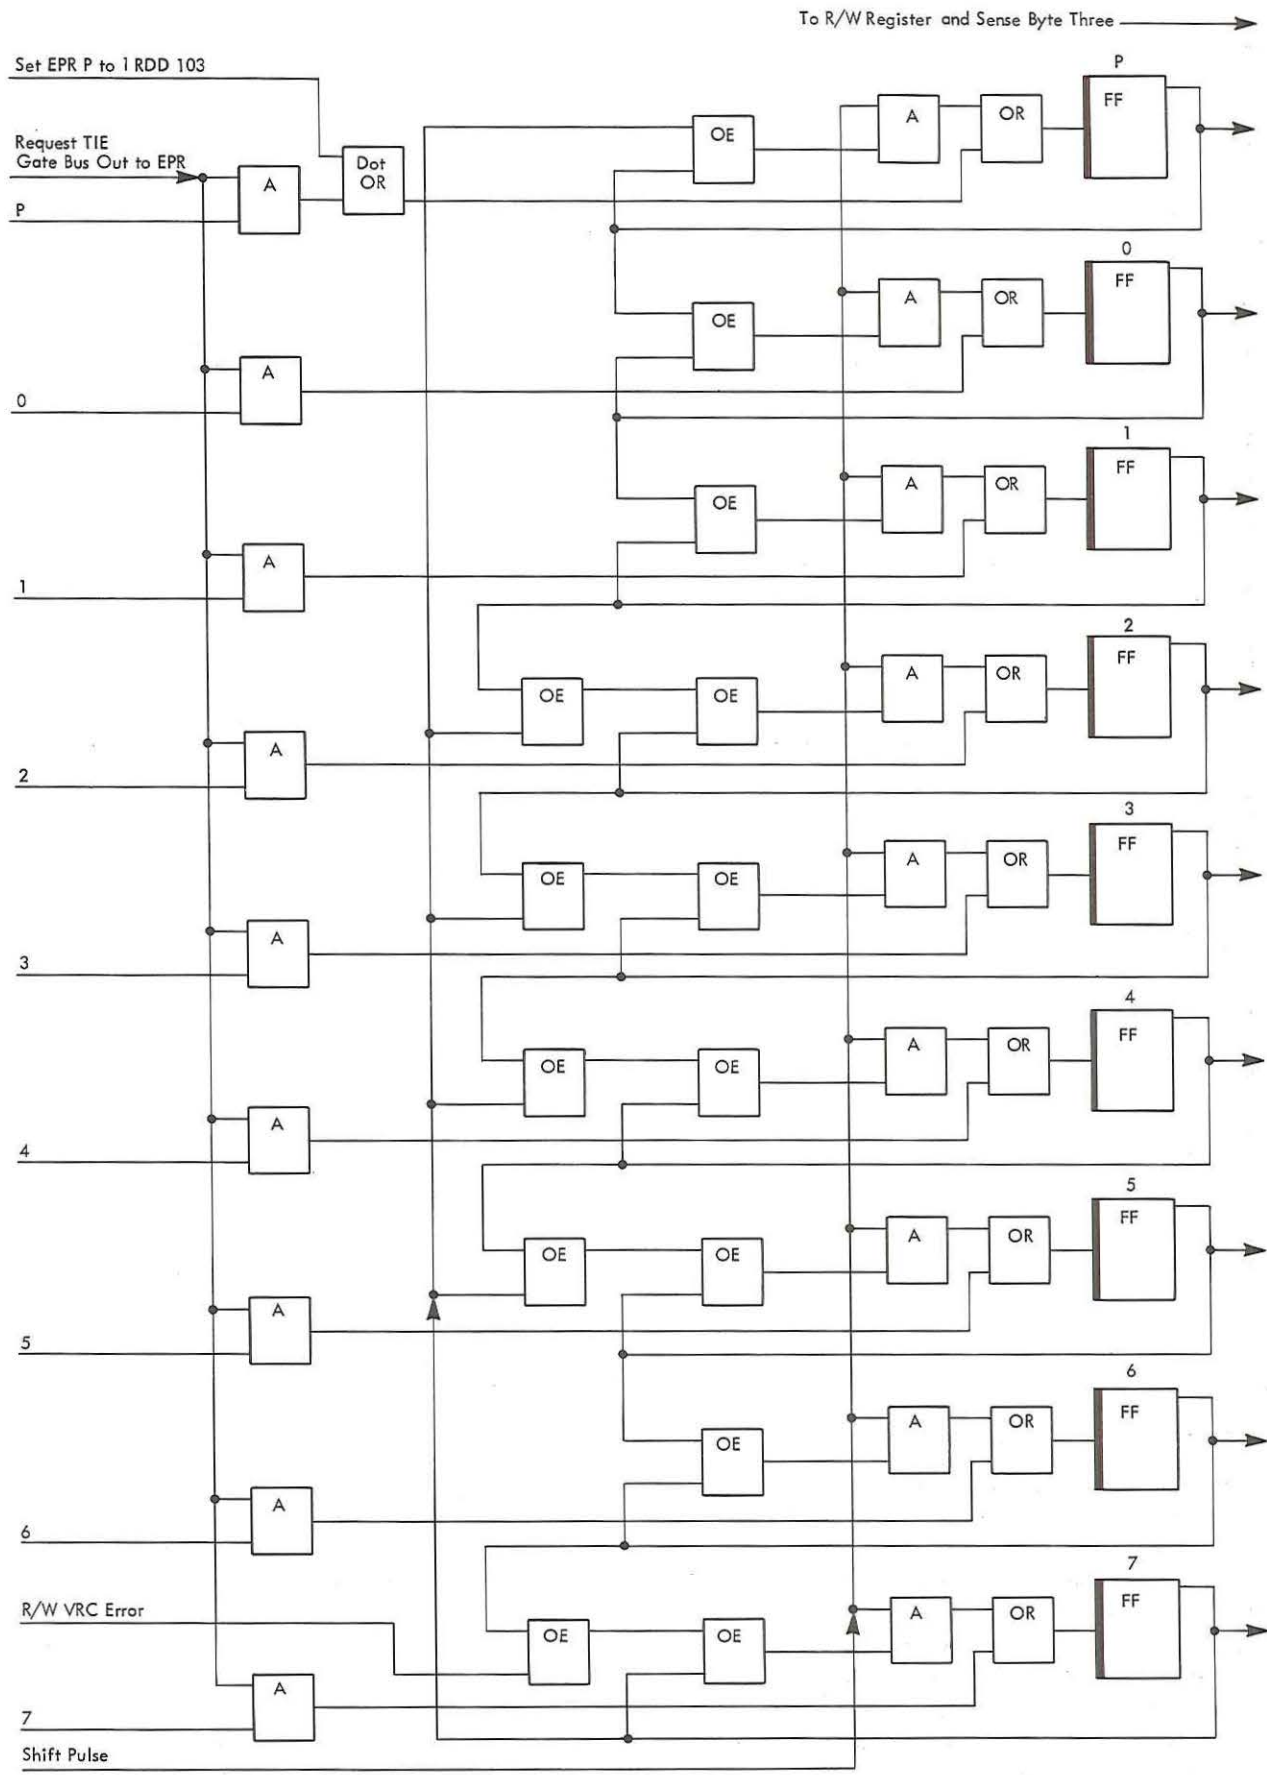 To R/W Register and Sense Byte Three
Set EPR P to 1 RDD 103
P
FF
OR
A
OE
Request TIE
Gate Bus Out to EPR
A
Dot
OR
P
0
FF
OR
A
OE
A
0
1
FF
OR
A
OE
A
1
2
FF
OR
A
OE
OE
A
2
3
FF
OR
A
OE
OE
A
3
4
FF
OR
A
OE
OE
A
4
5
FF
OR
A
OE
OE
A
5
6
FF
OR
A
OE
A
6
7
FF
OR
A
R/W VRC Error
OE
OE
A
7
Shift Pulse